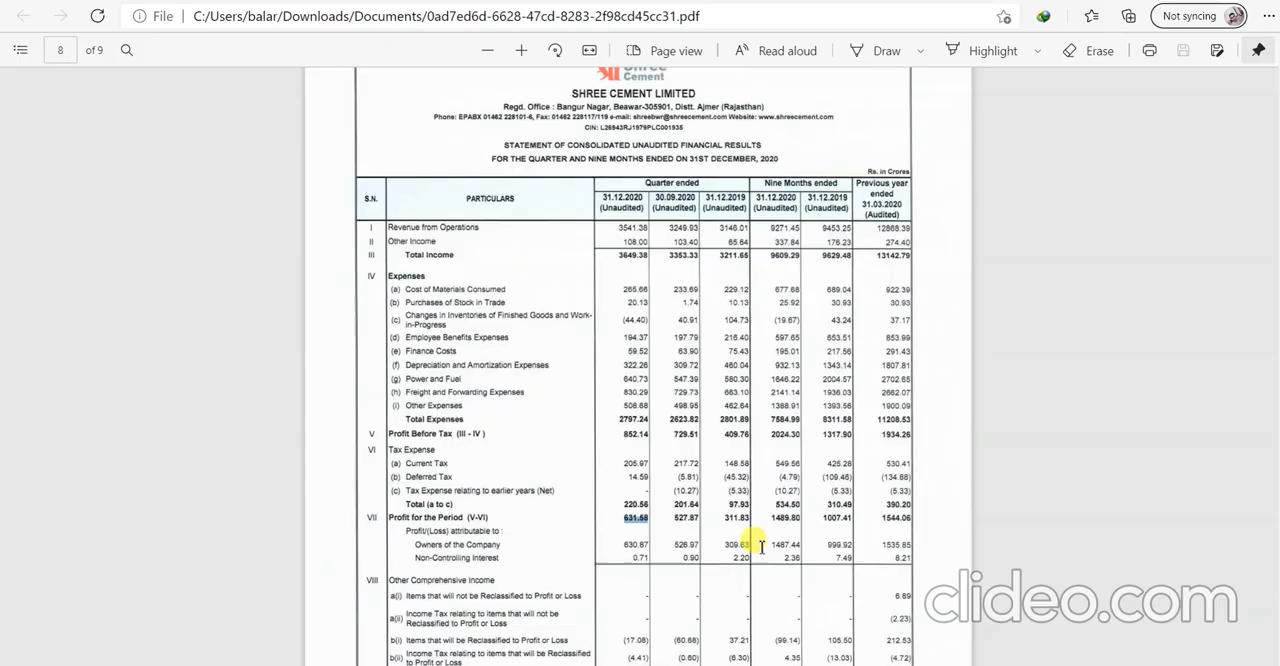 File C:/Users/balar/Downloads/Documents/0ad7ed6d-6628-47cd-8283-2f98cd45cc31.pdf Not syncing
8 of 9 Page view Read aloud Draw Highlight Erase
Shree
Cement
SHREE CEMENT LIMITED
Regd. Office : Bangur Nagar, Beawar-305901, Distt. Ajmer (Rajasthan)
Phone: EPABX 01462 228101-6, Fax: 01462 228117/119 e-mail: shreebwr@shreecement.com Website: www.shreecement.com
CIN: L26943RJ1979PLC001935
STATEMENT OF CONSOLIDATED UNAUDITED FINANCIAL RESULTS
FOR THE QUARTER AND NINE MONTHS ENDED ON 31ST DECEMBER, 2020
Rs. in Crores
S.N. PARTICULARS Quarter ended Nine Months ended Previous year ended 31.03.2020 (Audited)
31.12.2020 (Unaudited) 30.09.2020 (Unaudited) 31.12.2019 (Unaudited) 31.12.2020 (Unaudited) 31.12.2019 (Unaudited)
I Revenue from Operations 3541.38 3249.93 3146.01 9271.45 9453.25 12868.39
II Other Income 108.00 103.40 65.64 337.84 176.23 274.40
III Total Income 3649.38 3353.33 3211.65 9609.29 9629.48 13142.79
IV Expenses
(a) Cost of Materials Consumed 265.66 233.69 229.12 677.68 689.04 922.39
(b) Purchases of Stock in Trade 20.13 1.74 10.13 25.92 30.93 30.93
(c) Changes in Inventories of Finished Goods and Work-in-Progress (44.40) 40.91 104.73 (19.67) 43.24 37.17
(d) Employee Benefits Expenses 194.37 197.79 216.40 597.65 653.51 853.99
(e) Finance Costs 59.52 63.90 75.43 195.01 217.56 291.43
(f) Depreciation and Amortization Expenses 322.26 309.72 460.04 932.13 1343.14 1807.81
(g) Power and Fuel 640.73 547.39 580.30 1646.22 2004.57 2702.65
(h) Freight and Forwarding Expenses 830.29 729.73 663.10 2141.14 1936.03 2662.07
(i) Other Expenses 508.68 498.95 462.64 1388.91 1393.56 1900.09
Total Expenses 2797.24 2623.82 2801.89 7584.99 8311.58 11208.53
V Profit Before Tax (III - IV ) 852.14 729.51 409.76 2024.30 1317.90 1934.26
VI Tax Expense
(a) Current Tax 205.97 217.72 148.58 549.56 425.28 530.41
(b) Deferred Tax 14.59 (5.81) (45.32) (4.79) (109.46) (134.88)
(c) Tax Expense relating to earlier years (Net) - (10.27) (5.33) (10.27) (5.33) (5.33)
Total (a to c) 220.56 201.64 97.93 534.50 310.49 390.20
VII Profit for the Period (V-VI) 631.58 527.87 311.83 1489.80 1007.41 1544.06
Profit/(Loss) attributable to :
Owners of the Company 630.87 526.97 309.63 1487.44 999.92 1535.85
Non-Controlling Interest 0.71 0.90 2.20 2.36 7.49 8.21
VIII Other Comprehensive Income
a(i) Items that will not be Reclassified to Profit or Loss - - - - - 6.89
a(ii) Income Tax relating to items that will not be Reclassified to Profit or Loss - - - - - (2.23)
b(i) Items that will be Reclassified to Profit or Loss (17.08) (60.68) 37.21 (99.14) 105.50 212.53
b(ii) Income Tax relating to items that will be Reclassified to Profit or Loss (4.41) (0.60) (6.30) 4.35 (13.03) (4.72)
clideo.com